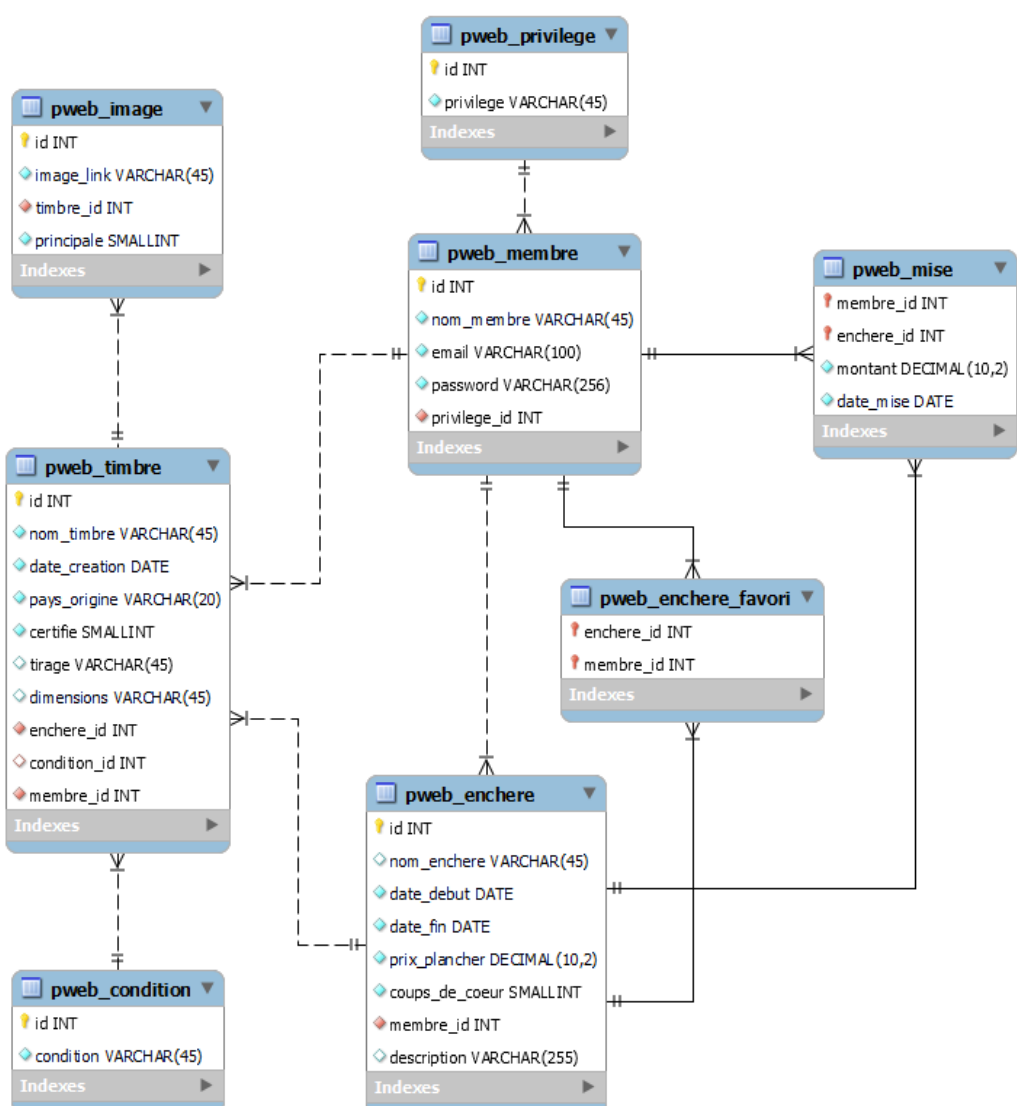 pweb_privilege
id INT
privilege VARCHAR(45)
Indexes
pweb_image
id INT
image_link VARCHAR(45)
timbre_id INT
principale SMALLINT
Indexes
pweb_membre
id INT
nom_membre VARCHAR(45)
email VARCHAR(100)
password VARCHAR(256)
privilege_id INT
Indexes
pweb_mise
membre_id INT
enchere_id INT
montant DECIMAL(10,2)
date_mise DATE
Indexes
pweb_timbre
id INT
nom_timbre VARCHAR(45)
date_creation DATE
pays_origine VARCHAR(20)
certifie SMALLINT
tirage VARCHAR(45)
dimensions VARCHAR(45)
enchere_id INT
condition_id INT
membre_id INT
Indexes
pweb_enchere_favori
enchere_id INT
membre_id INT
Indexes
pweb_enchere
id INT
nom_enchere VARCHAR(45)
date_debut DATE
date_fin DATE
prix_plancher DECIMAL(10,2)
coups_de_coeur SMALLINT
membre_id INT
description VARCHAR(255)
Indexes
pweb_condition
id INT
condition VARCHAR(45)
Indexes